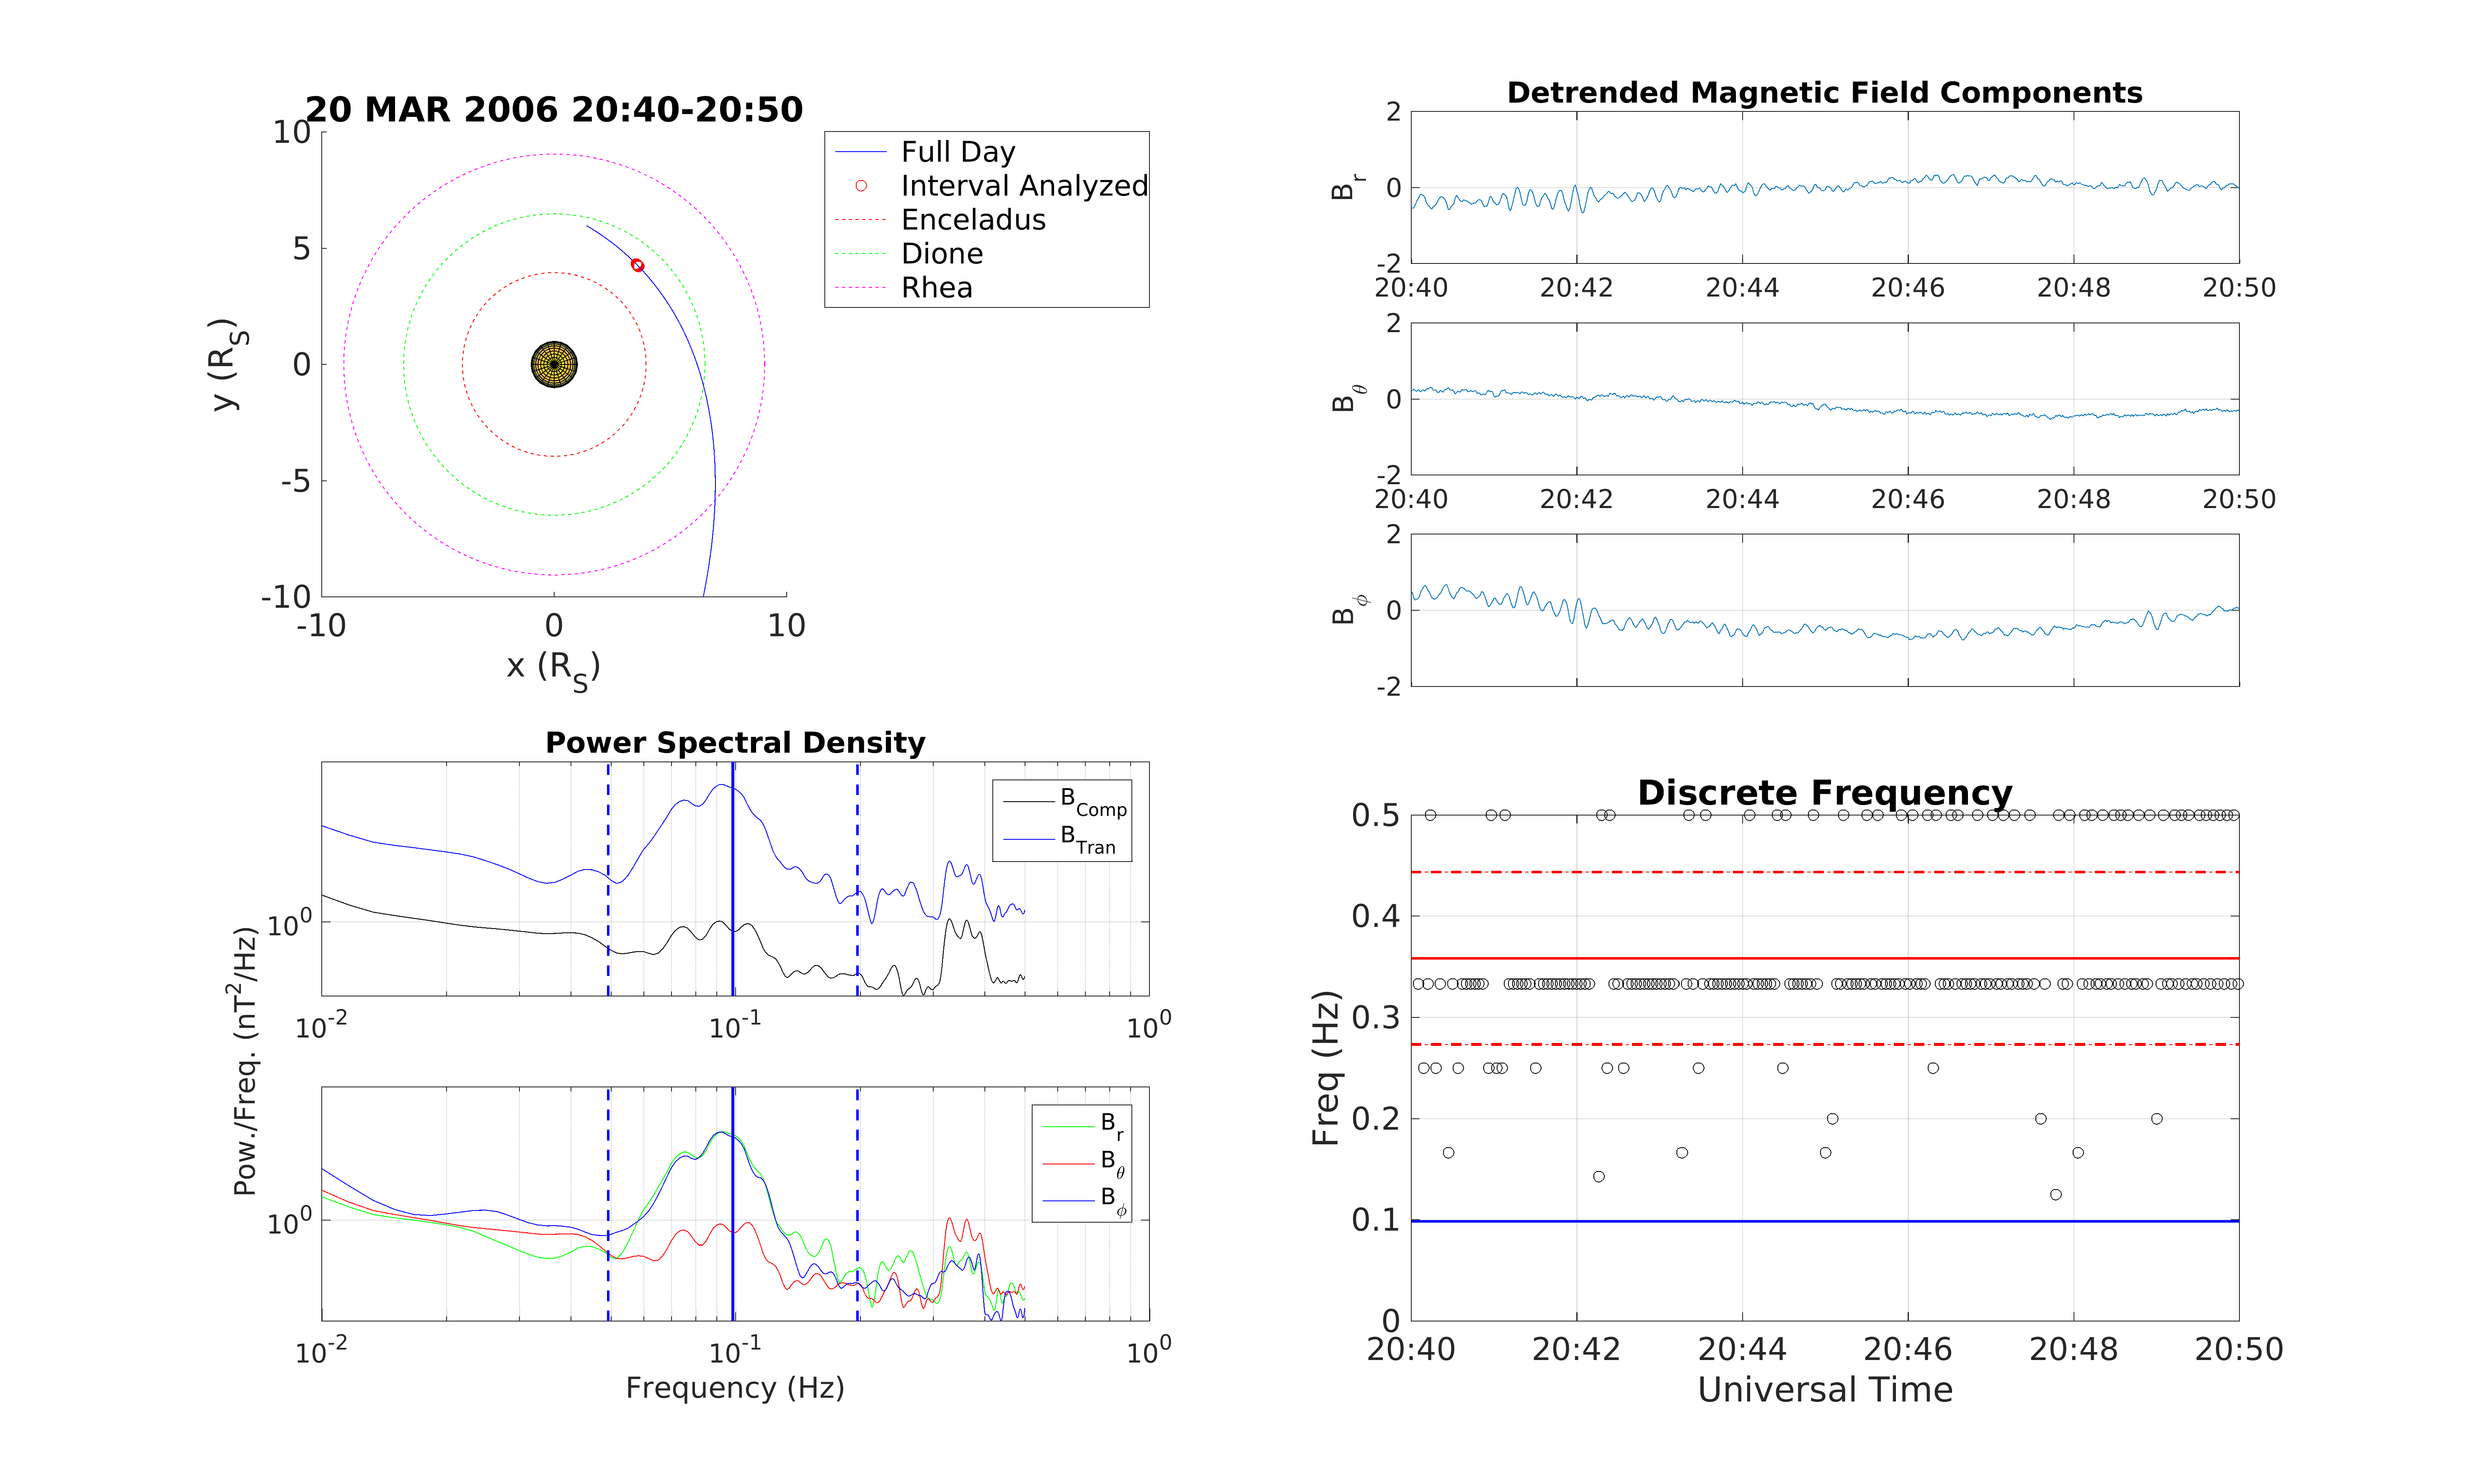 20 MAR 2006 20:40-20:50
10
5
0
-5
-10
y (R_S)
-10 0 10
x (R_S)
Full Day
Interval Analyzed
Enceladus
Dione
Rhea
Detrended Magnetic Field Components
2
0
-2
B_r
20:40 20:42 20:44 20:46 20:48 20:50
2
0
-2
B_θ
20:40 20:42 20:44 20:46 20:48 20:50
2
0
-2
B_ϕ
Power Spectral Density
10^0
B_Comp
B_Tran
10^-2 10^-1 10^0
Pow./Freq. (nT^2/Hz)
10^0
B_r
B_θ
B_ϕ
10^-2 10^-1 10^0
Frequency (Hz)
Discrete Frequency
0.5
0.4
0.3
0.2
0.1
0
Freq (Hz)
20:40 20:42 20:44 20:46 20:48 20:50
Universal Time